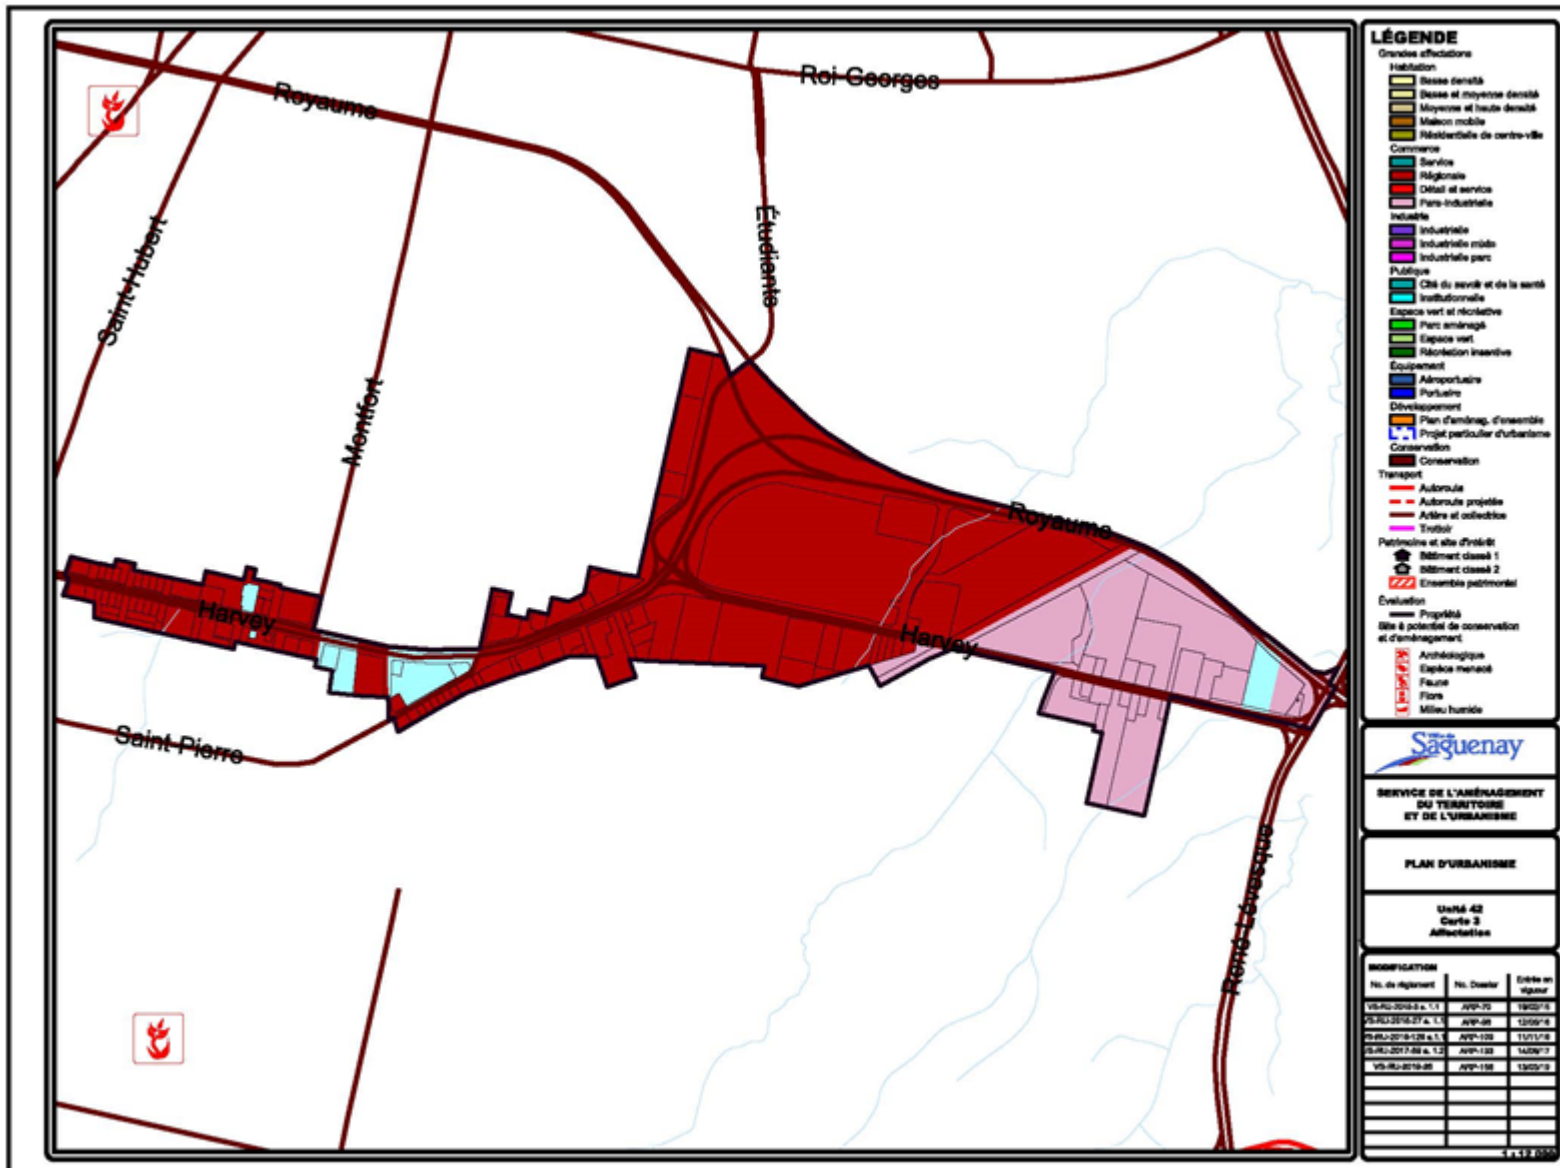 Roi-Georges
Royaume
Étudiants
Saint-Hubert
Montfort
Royaume
Harvey
Harvey
Saint-Pierre
René-Lévesque
LÉGENDE
Grandes affectations
Habitation
Basse densité
Basse et moyenne densité
Moyenne et haute densité
Maison mobile
Résidentielle de centre-ville
Commerce
Service
Régionale
Détail et service
Para-industrielle
Industrie
Industrielle
Industrielle mixte
Industrielle parc
Publique
Cité du savoir et de la santé
Institutionnelle
Espace vert et récréative
Parc aménagé
Espace vert
Récréation insentive
Équipement
Aéroportuaire
Portuaire
Développement
Plan d'aménag. d'ensemble
Projet particulier d'urbanisme
Conservation
Conservation
Transport
Autoroute
Autoroute projetée
Artère et collectrice
Trottoir
Patrimoine et site d'intérêt
Bâtiment classé 1
Bâtiment classé 2
Ensemble patrimonial
Évaluation
Propriété
Site à potentiel de conservation
et d'aménagement
Archéologique
Espèce menacé
Faune
Flore
Milieu humide
Ville de
Saguenay
SERVICE DE L'AMÉNAGEMENT
DU TERRITOIRE
ET DE L'URBANISME
PLAN D'URBANISME
Unité 42
Carte 3
Affectation
MODIFICATION
No. de règlement No. Dossier Entrée en
vigueur